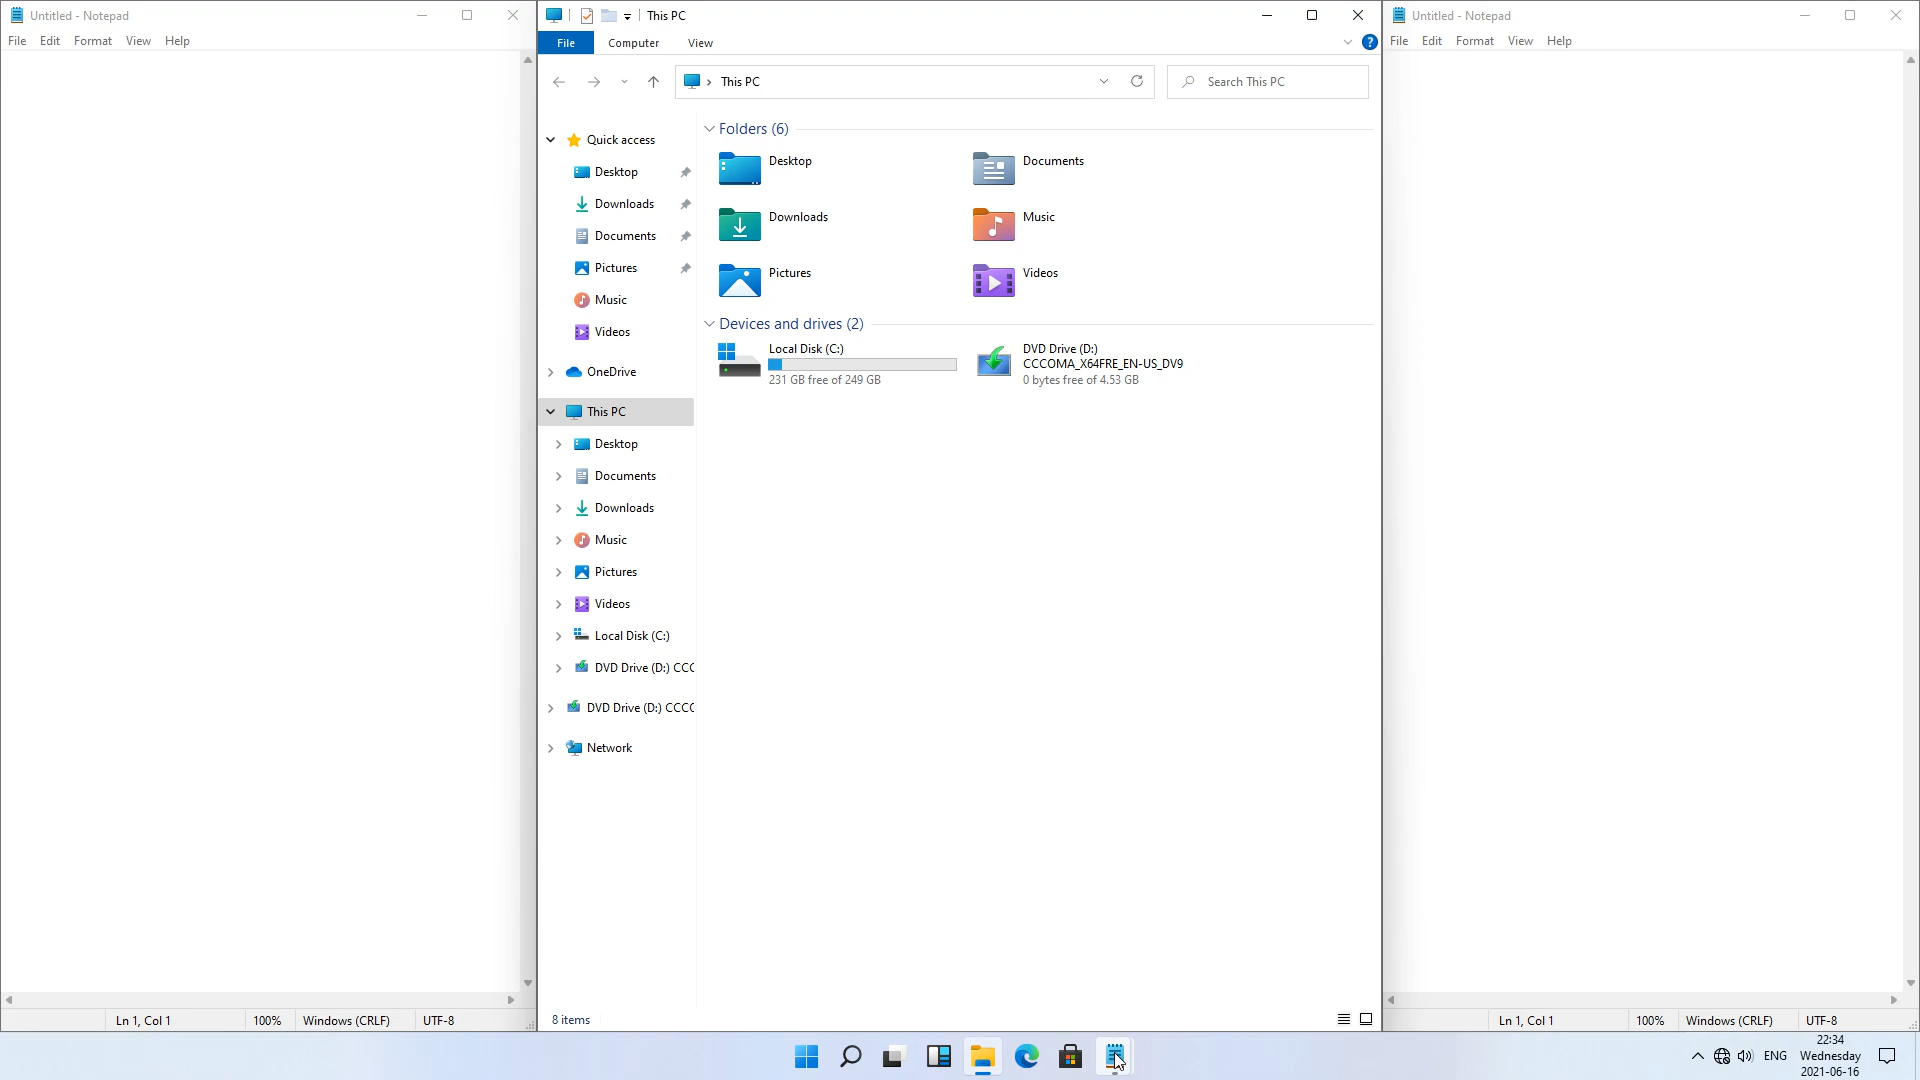 Untitled - Notepad
File Edit Format View Help
Ln 1, Col 1 100% Windows (CRLF) UTF-8
This PC
File Computer View
This PC
Search This PC
Quick access
Desktop
Downloads
Documents
Pictures
Music
Videos
OneDrive
This PC
Desktop
Documents
Downloads
Music
Pictures
Videos
Local Disk (C:)
DVD Drive (D:) CCC
DVD Drive (D:) CCCO
Network
Folders (6)
Desktop
Documents
Downloads
Music
Pictures
Videos
Devices and drives (2)
Local Disk (C:)
231 GB free of 249 GB
DVD Drive (D:)
CCCOMA_X64FRE_EN-US_DV9
0 bytes free of 4.53 GB
8 items
Untitled - Notepad
File Edit Format View Help
Ln 1, Col 1 100% Windows (CRLF) UTF-8
ENG
22:34
Wednesday
2021-06-16